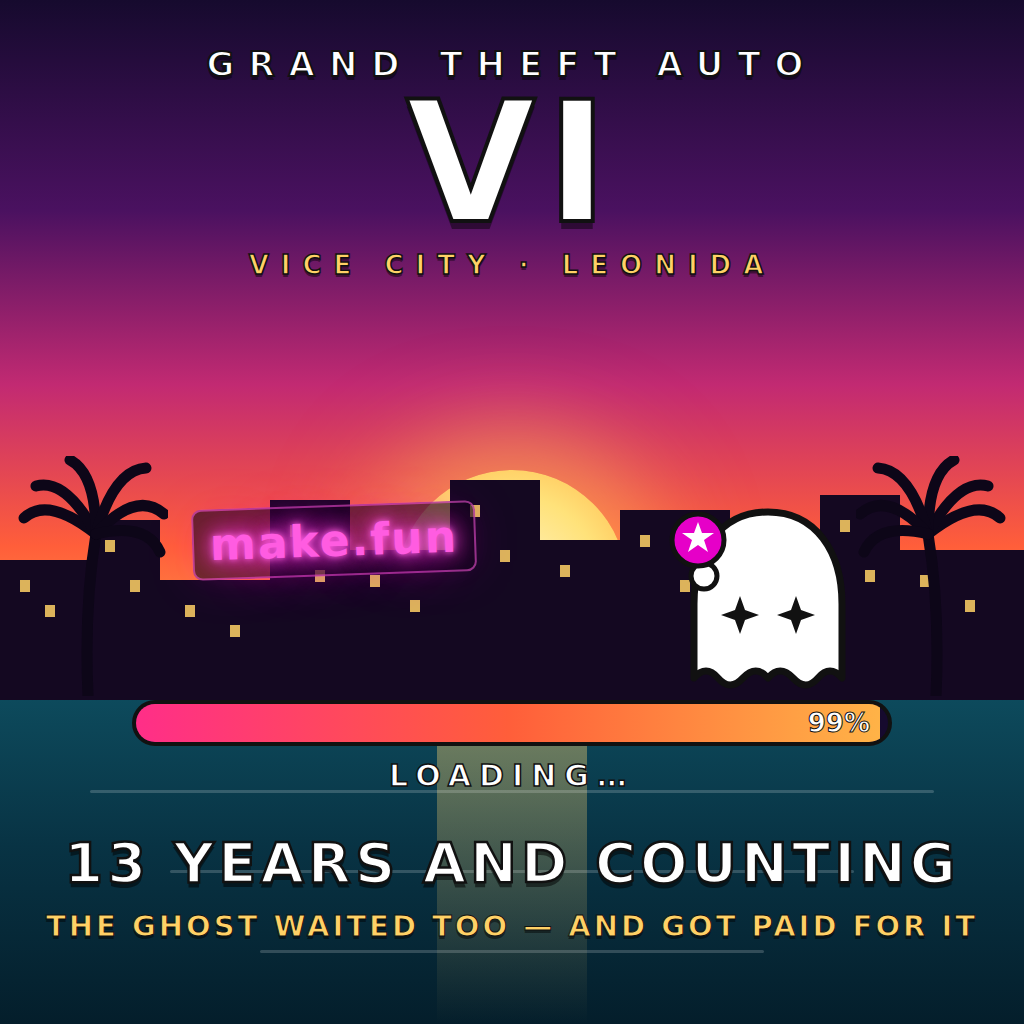 GRAND THEFT AUTO
VI
VICE CITY · LEONIDA
make.fun
99%
LOADING...
13 YEARS AND COUNTING
THE GHOST WAITED TOO — AND GOT PAID FOR IT